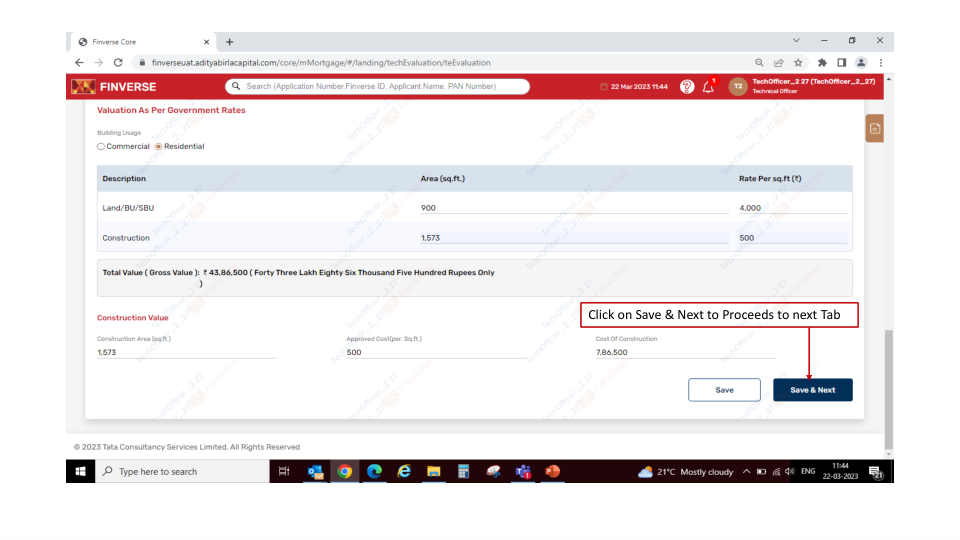 Finverse Core
finverseuat.adityabirlacapital.com/core/mMortgage/#/landing/techEvaluation/teEvaluation
FINVERSE
Search (Application Number,Finverse ID, Applicant Name, PAN Number)
22 Mar 2023 11:44
1
T2
TechOfficer_2 27 (TechOfficer_2_27)
Technical Officer
Valuation As Per Government Rates
Building Usage
Commercial Residential
Description Area (sq.ft.) Rate Per sq.ft (₹)
Land/BU/SBU 900 4,000
Construction 1,573 500
Total Value ( Gross Value ): ₹ 43,86,500 ( Forty Three Lakh Eighty Six Thousand Five Hundred Rupees Only
)
Click on Save & Next to Proceeds to next Tab
Construction Value
Construction Area (sq.ft.) Approved Cost(per. Sq.ft.) Cost Of Construction
1,573 500 7,86,500
Save Save & Next
© 2023 Tata Consultancy Services Limited. All Rights Reserved
Type here to search
21°C Mostly cloudy
ENG
11:44
22-03-2023
21